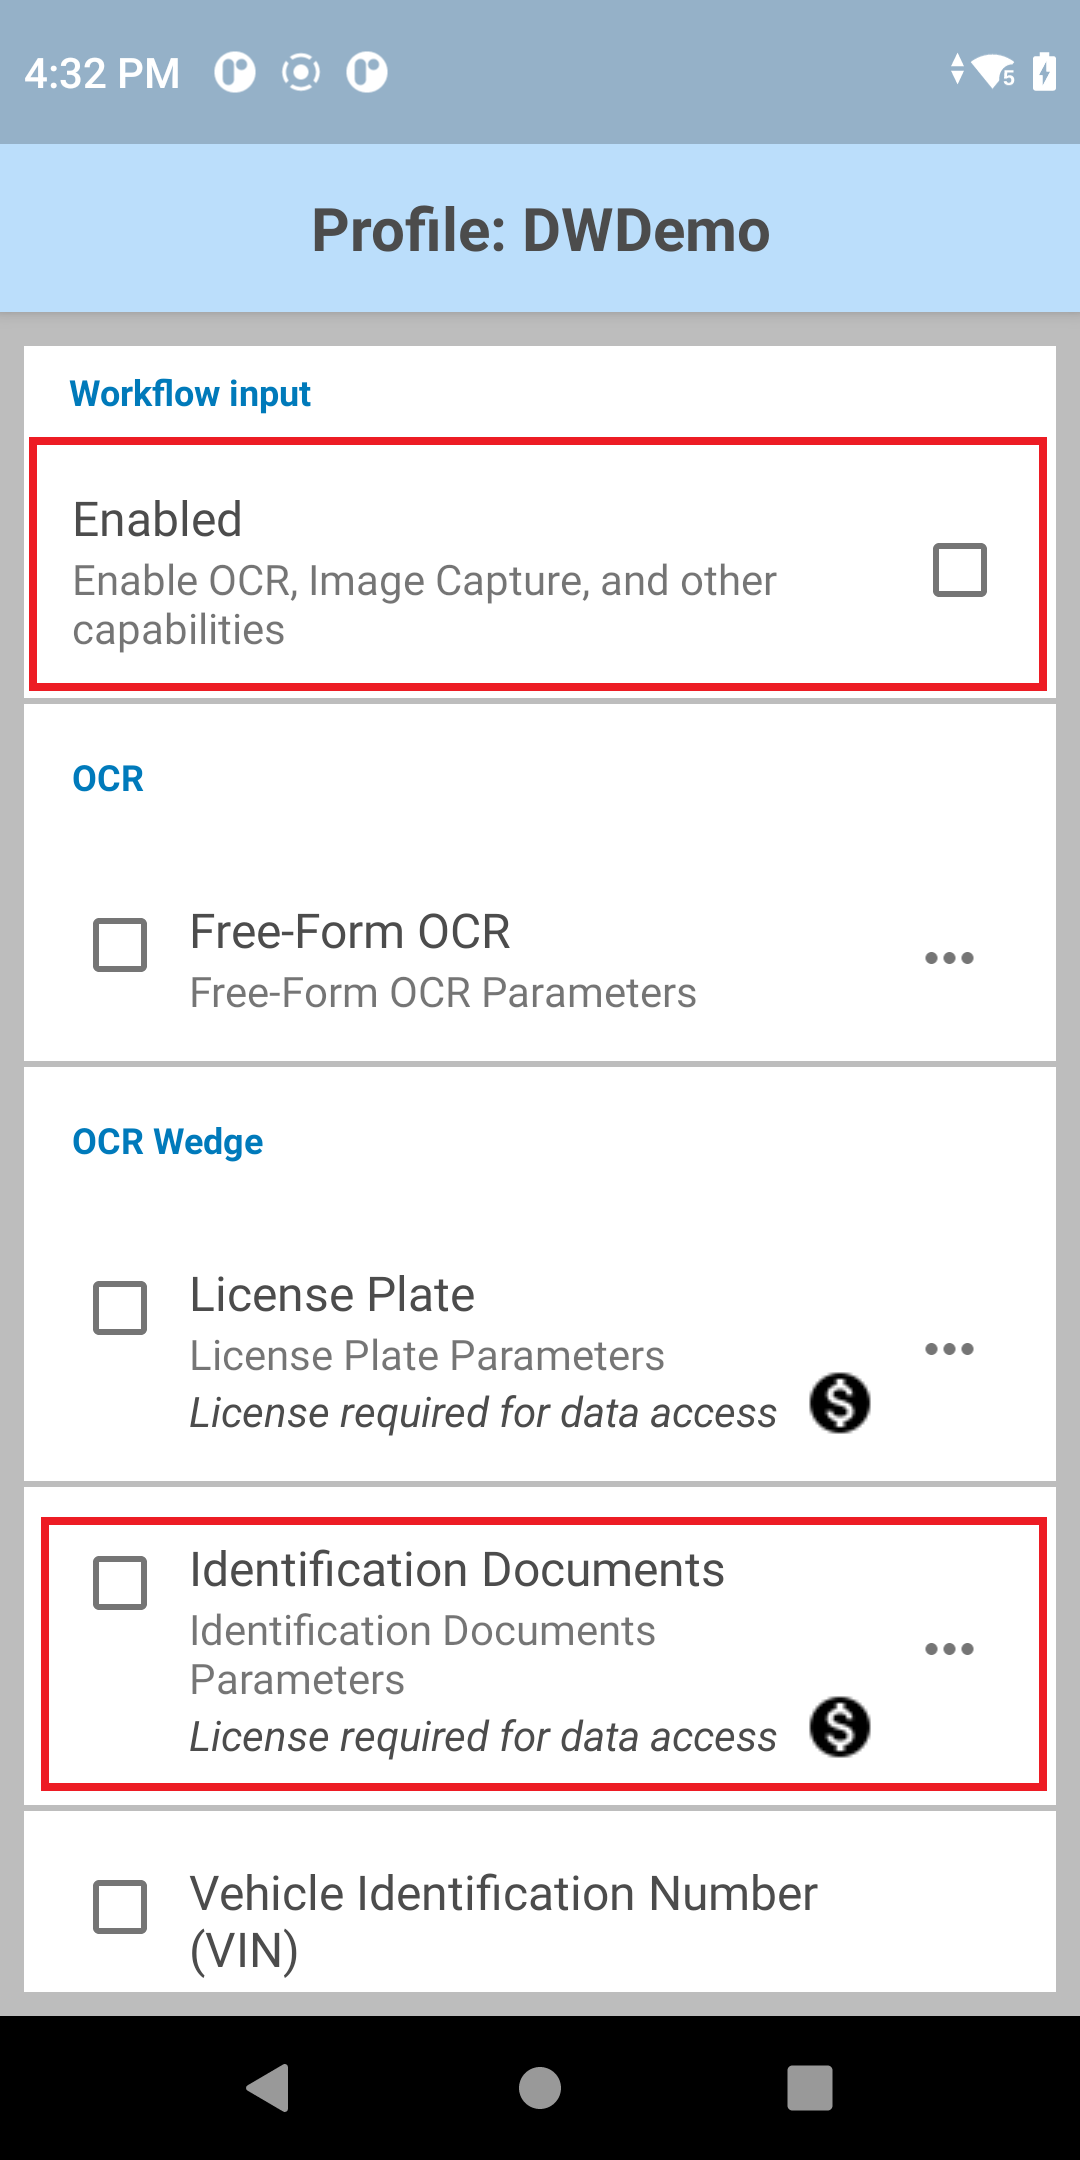 4:32 PM
5
Profile: DWDemo
Workflow input
Enabled
Enable OCR, Image Capture, and other
capabilities
OCR
Free-Form OCR
Free-Form OCR Parameters
OCR Wedge
License Plate
License Plate Parameters
License required for data access
Identification Documents
Identification Documents
Parameters
License required for data access
Vehicle Identification Number
(VIN)